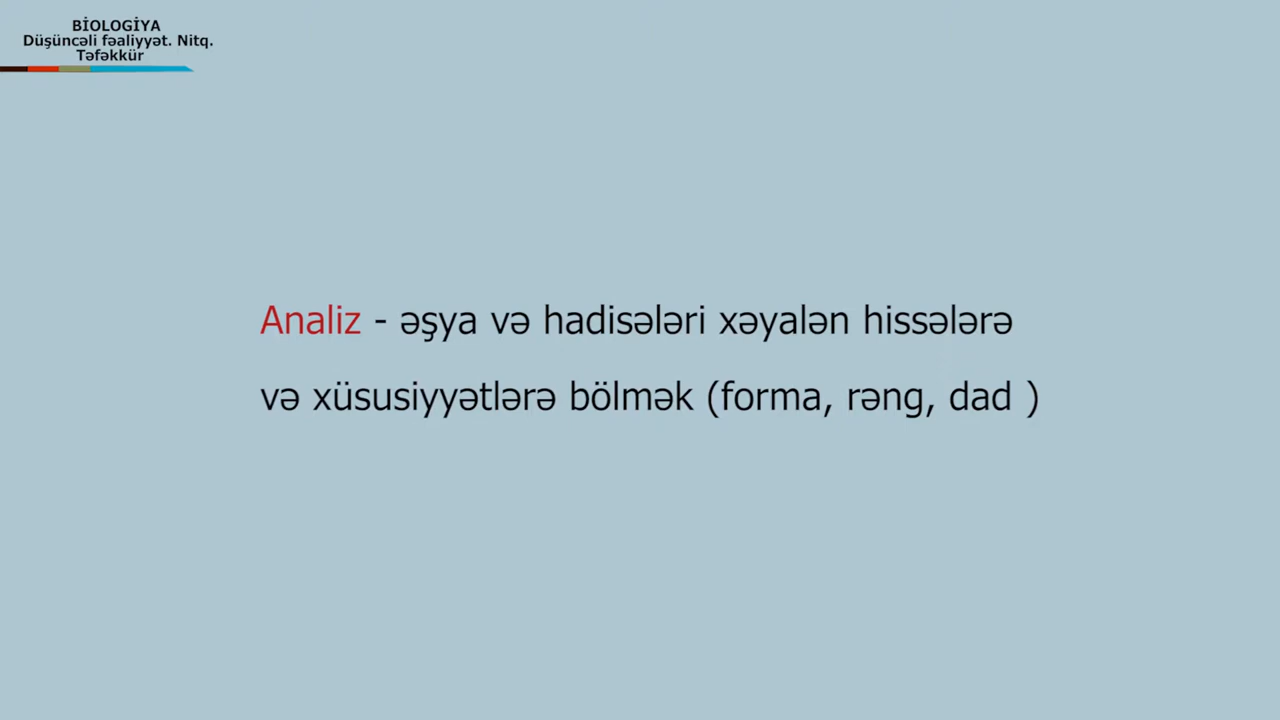 BİOLOGİYA
Düşüncəli fəaliyyət. Nitq.
Təfəkkür
Analiz - əşya və hadisələri xəyalən hissələrə
və xüsusiyyətlərə bölmək (forma, rəng, dad )